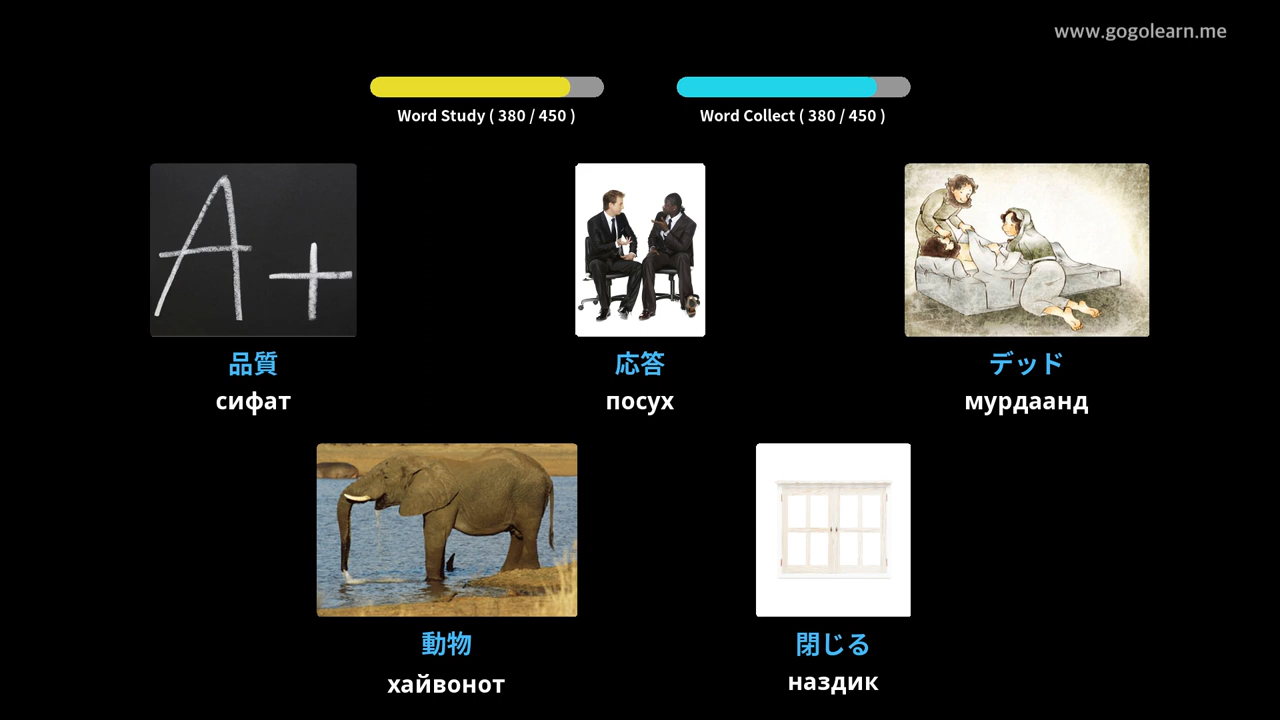 www.gogolearn.me
Word Study ( 380 / 450 )
Word Collect ( 380 / 450 )
A+
品質
сифат
応答
посух
デッド
мурдаанд
動物
хайвонот
閉じる
наздик